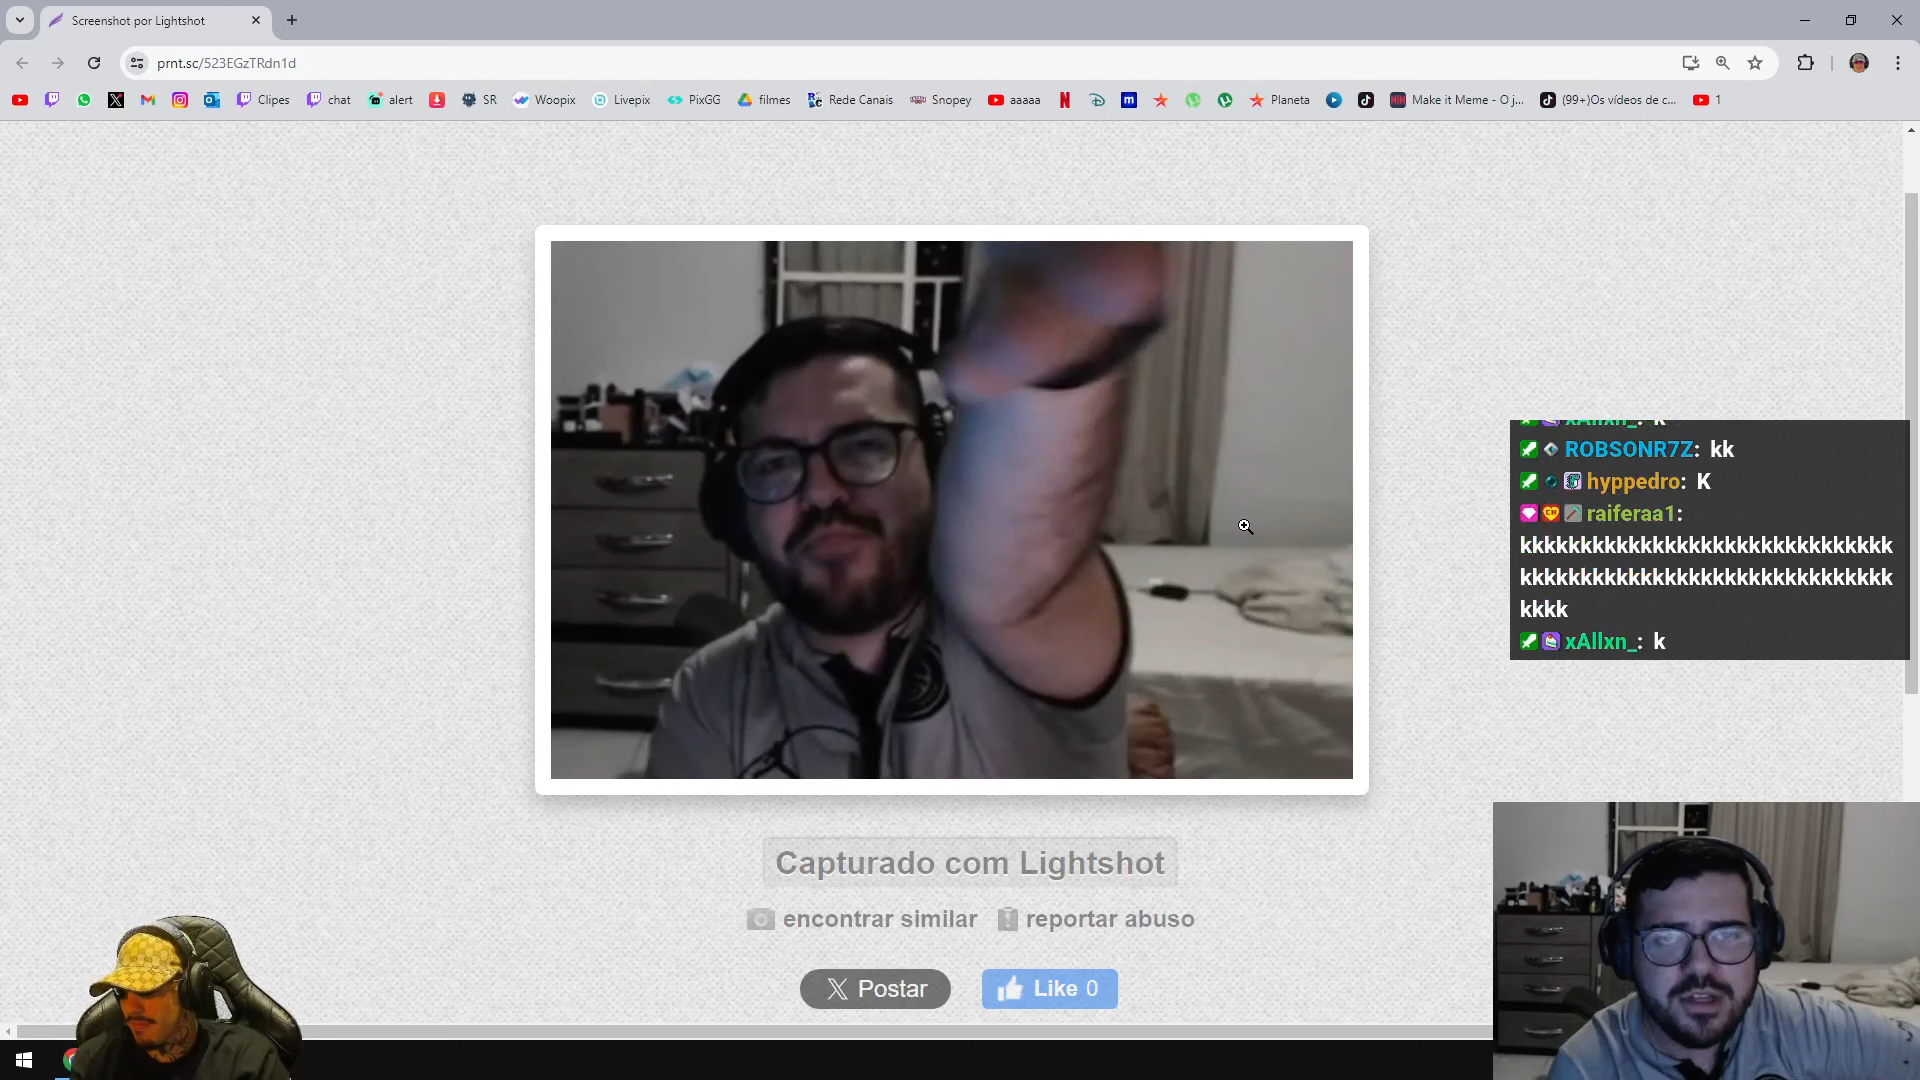 Screenshot por Lightshot
prnt.sc/523EGzTRdn1d
Clipes chat alert SR Woopix Livepix PixGG filmes Rede Canais Snopey aaaaa Planeta Make it Meme - O j... (99+)Os vídeos de c... 1
ROBSONR7Z: kk
hyppedro: K
raiferaa1:
kkkkkkkkkkkkkkkkkkkkkkkkkkkkkkk
kkkkkkkkkkkkkkkkkkkkkkkkkkkkkkk
kkkk
xAllxn_: k
Capturado com Lightshot
encontrar similar reportar abuso
X Postar Like 0